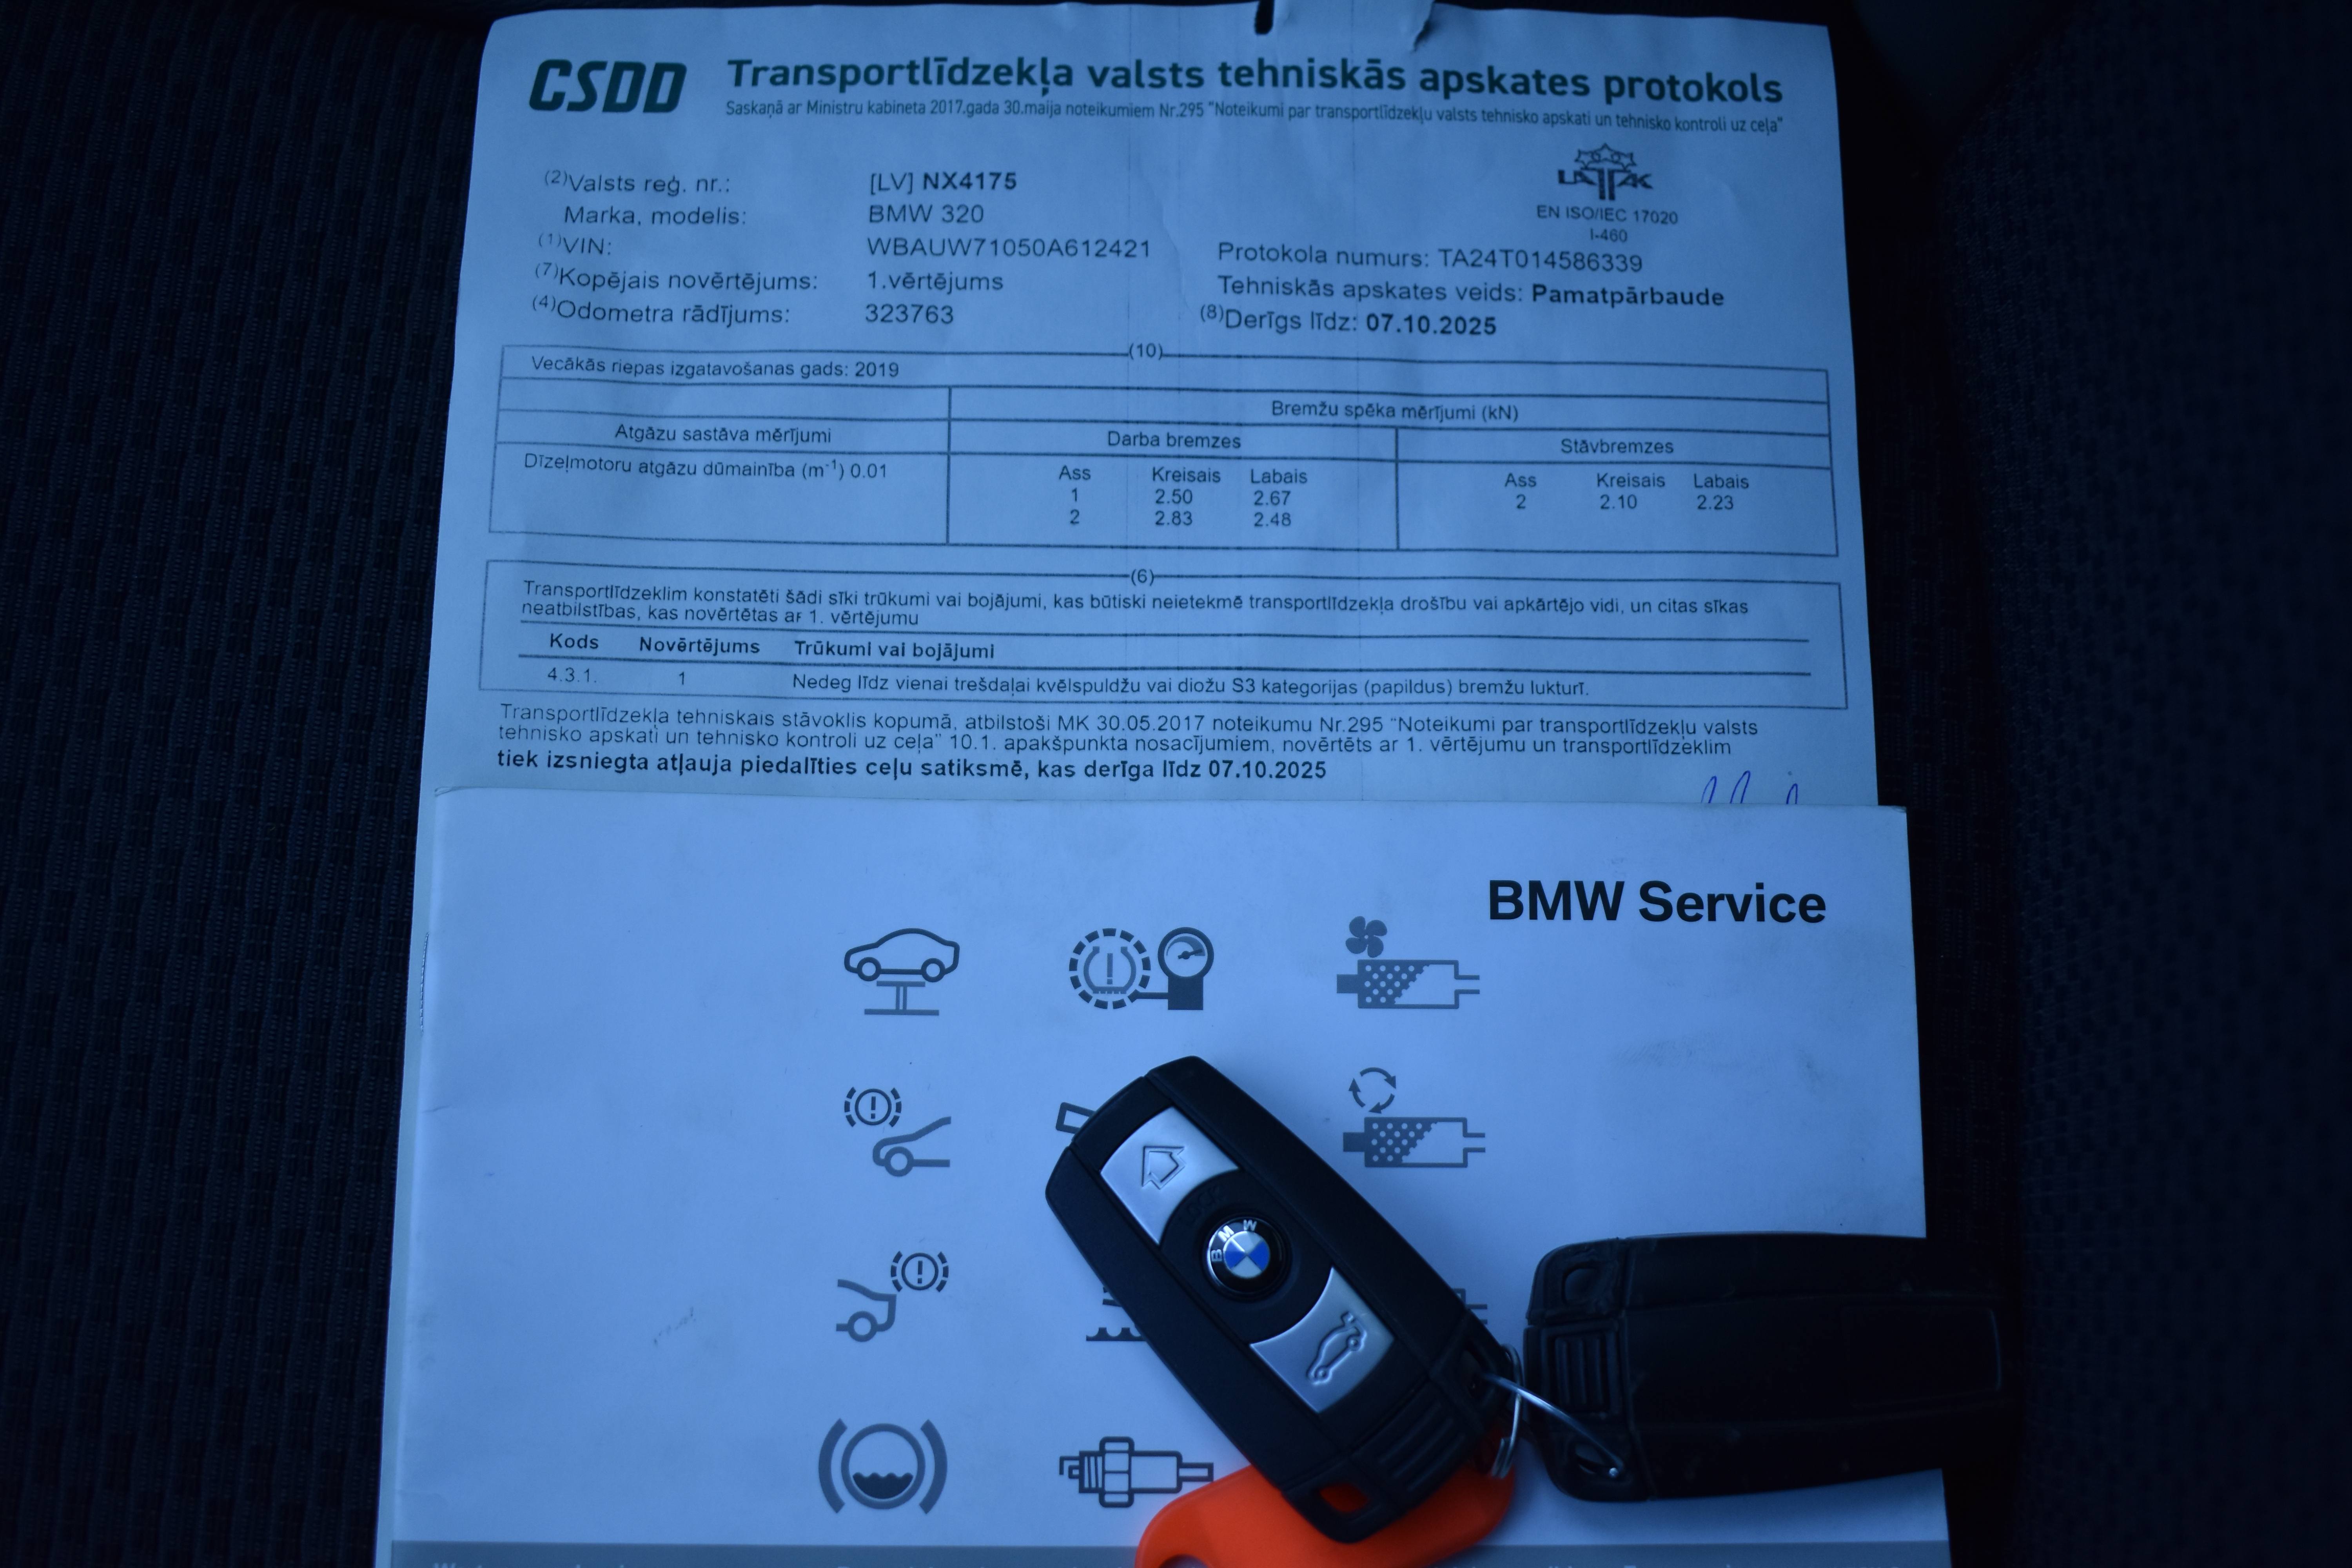 CSDD
Transportlīdzekļa valsts tehniskās apskates protokols
Saskaņā ar Ministru kabineta 2017.gada 30.maija noteikumiem Nr.295 "Noteikumi par transportlīdzekļu valsts tehnisko apskati un tehnisko kontroli uz ceļa"
LATAK
EN ISO/IEC 17020
I-460
(2)Valsts reģ. nr.: [LV] NX4175
Marka, modelis: BMW 320
(1)VIN: WBAUW71050A612421
Protokola numurs: TA24T014586339
(7)Kopējais novērtējums: 1.vērtējums
Tehniskās apskates veids: Pamatpārbaude
(4)Odometra rādījums: 323763
(8)Derīgs līdz: 07.10.2025
(10)
Vecākās riepas izgatavošanas gads: 2019
Bremžu spēka mērījumi (kN)
Atgāzu sastāva mērījumi Darba bremzes Stāvbremzes
Dīzeļmotoru atgāzu dūmainība (m-1) 0.01
Ass Kreisais Labais Ass Kreisais Labais
1 2.50 2.67 2 2.10 2.23
2 2.83 2.48
(6)
Transportlīdzeklim konstatēti šādi sīki trūkumi vai bojājumi, kas būtiski neietekmē transportlīdzekļa drošību vai apkārtējo vidi, un citas sīkas
neatbilstības, kas novērtētas ar 1. vērtējumu
Kods Novērtējums Trūkumi vai bojājumi
4.3.1. 1 Nedeg līdz vienai trešdaļai kvēlspuldžu vai diožu S3 kategorijas (papildus) bremžu lukturī.
Transportlīdzekļa tehniskais stāvoklis kopumā, atbilstoši MK 30.05.2017 noteikumu Nr.295 "Noteikumi par transportlīdzekļu valsts
tehnisko apskati un tehnisko kontroli uz ceļa" 10.1. apakšpunkta nosacījumiem, novērtēts ar 1. vērtējumu un transportlīdzeklim
tiek izsniegta atļauja piedalīties ceļu satiksmē, kas derīga līdz 07.10.2025
BMW Service
BMW